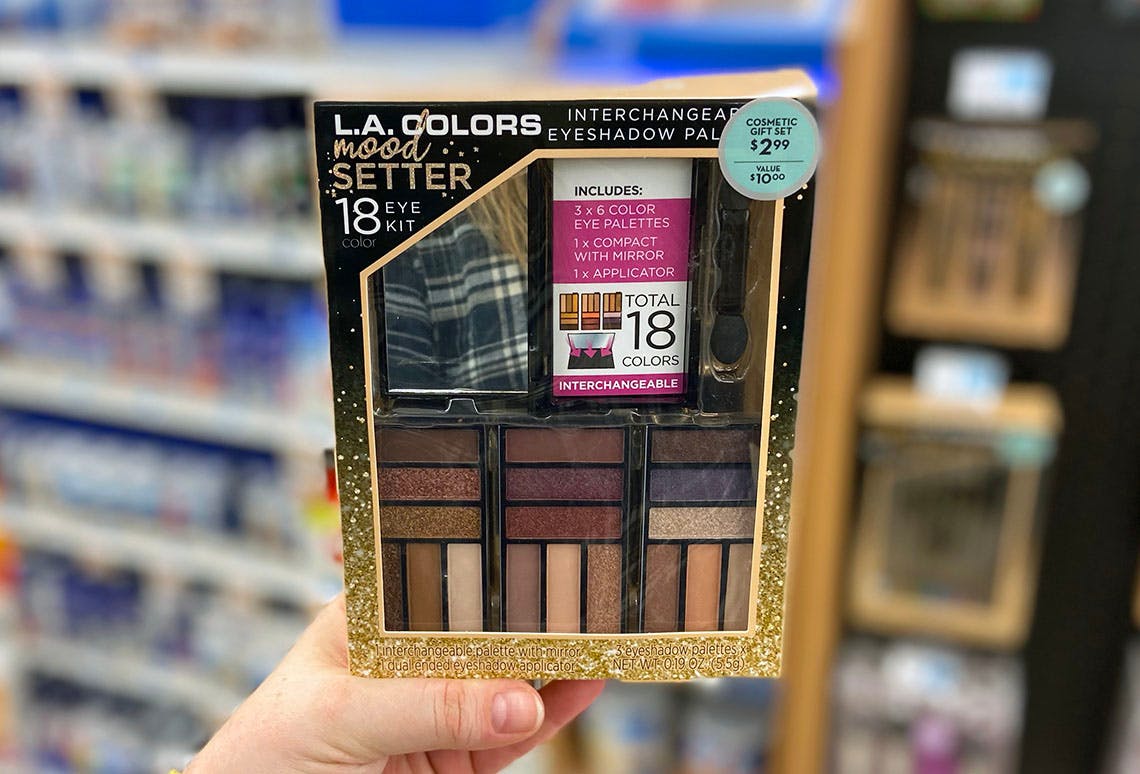 L.A. COLORS
mood
SETTER
18 EYE
KIT
color
INTERCHANGEAB
EYESHADOW PAL
COSMETIC
GIFT SET
$2.99
VALUE
$10.00
INCLUDES:
3 x 6 COLOR
EYE PALETTES
1 x COMPACT
WITH MIRROR
1 x APPLICATOR
TOTAL
18
COLORS
INTERCHANGEABLE
1 interchangeable palette with mirror
1 dual ended eyeshadow applicator
3 eyeshadow palettes x
NET WT. 0.19 OZ. (5.5g)